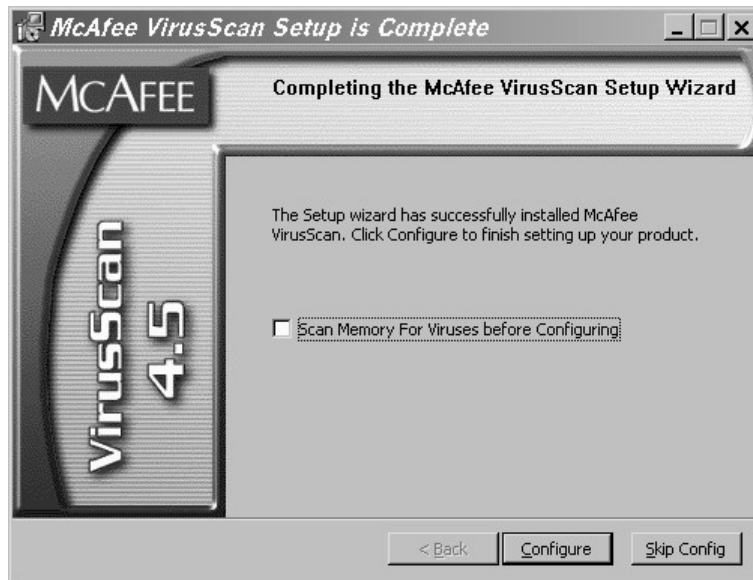 McAfee VirusScan Setup is Complete
MCAFEE
Completing the McAfee VirusScan Setup Wizard
VirusScan
4.5
The Setup wizard has successfully installed McAfee
VirusScan. Click Configure to finish setting up your product.
Scan Memory For Viruses before Configuring
< Back
Configure
Skip Config